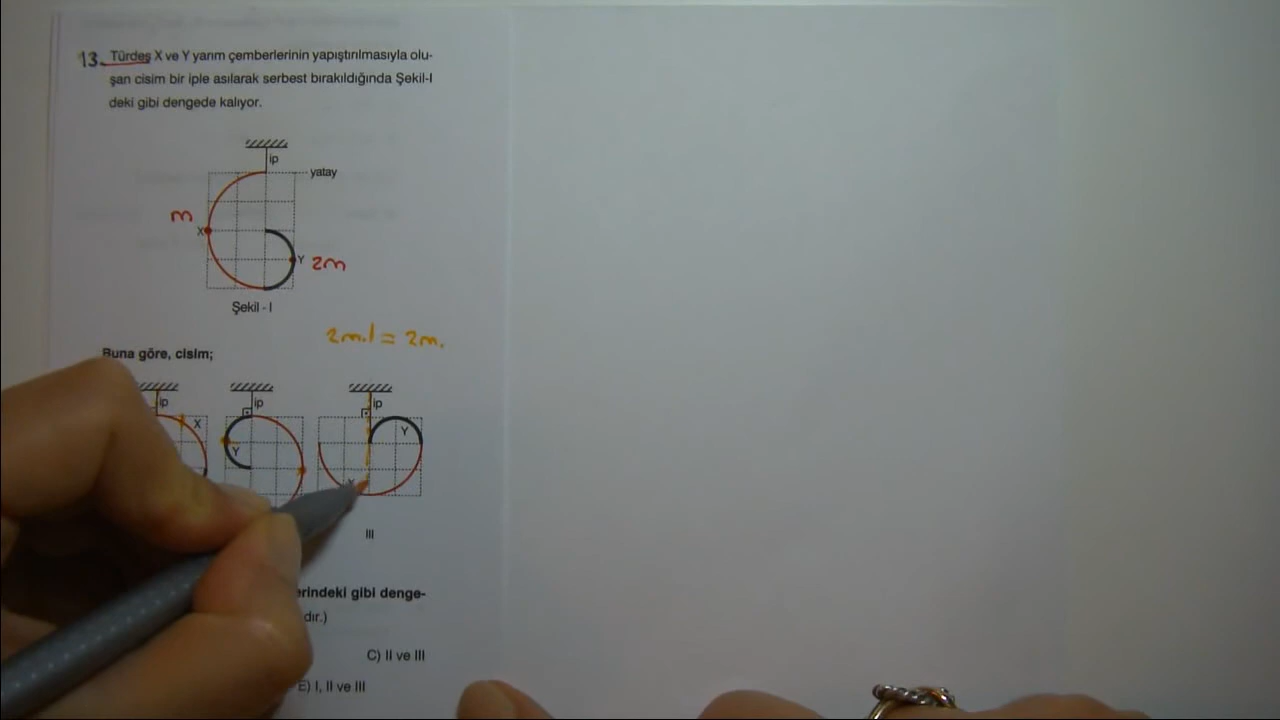 13. Türdeş X ve Y yarım çemberlerinin yapıştırılmasıyla olu-
şan cisim bir iple asılarak serbest bırakıldığında Şekil-I
deki gibi dengede kalıyor.
ip
yatay
m
X
Y 2m
Şekil - I
2m.1 = 2m.
Buna göre, cisim;
ip ip ip
X Y Y
III
erindeki gibi denge-
dır.)
C) II ve III
E) I, II ve III